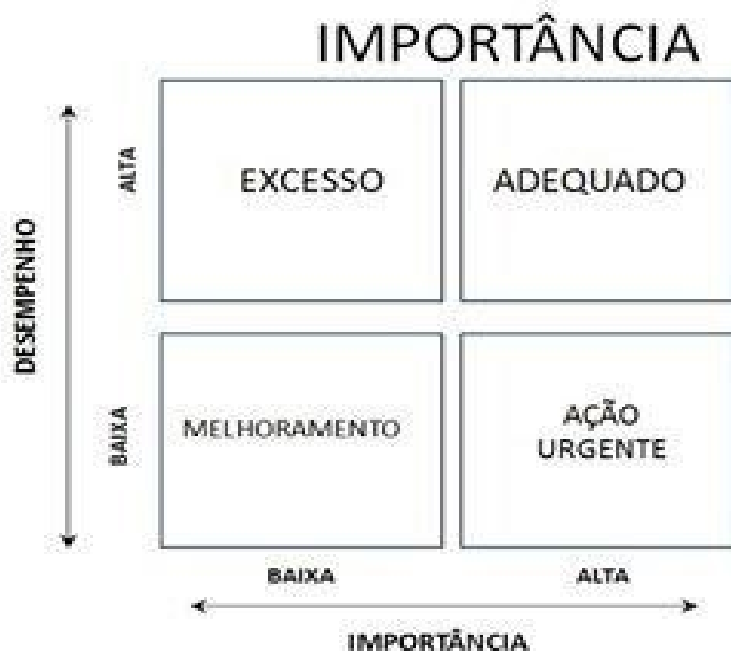 IMPORTÂNCIA
ALTA
EXCESSO
ADEQUADO
DESEMPENHO
BAIXA
MELHORAMENTO
AÇÃO
URGENTE
BAIXA
ALTA
IMPORTÂNCIA